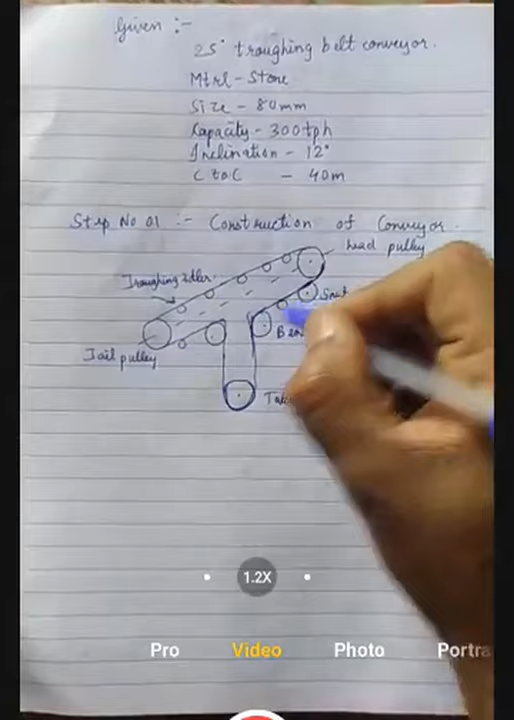 Given :-
25° troughing belt conveyor.
Mtrl - Stone
Size - 80mm
Capacity - 300tph
Inclination - 12°
C to C - 40m
Step No 01 :- Construction of Conveyor.
head pulley
Troughing idler
Tail pulley
1.2X
Pro Video Photo